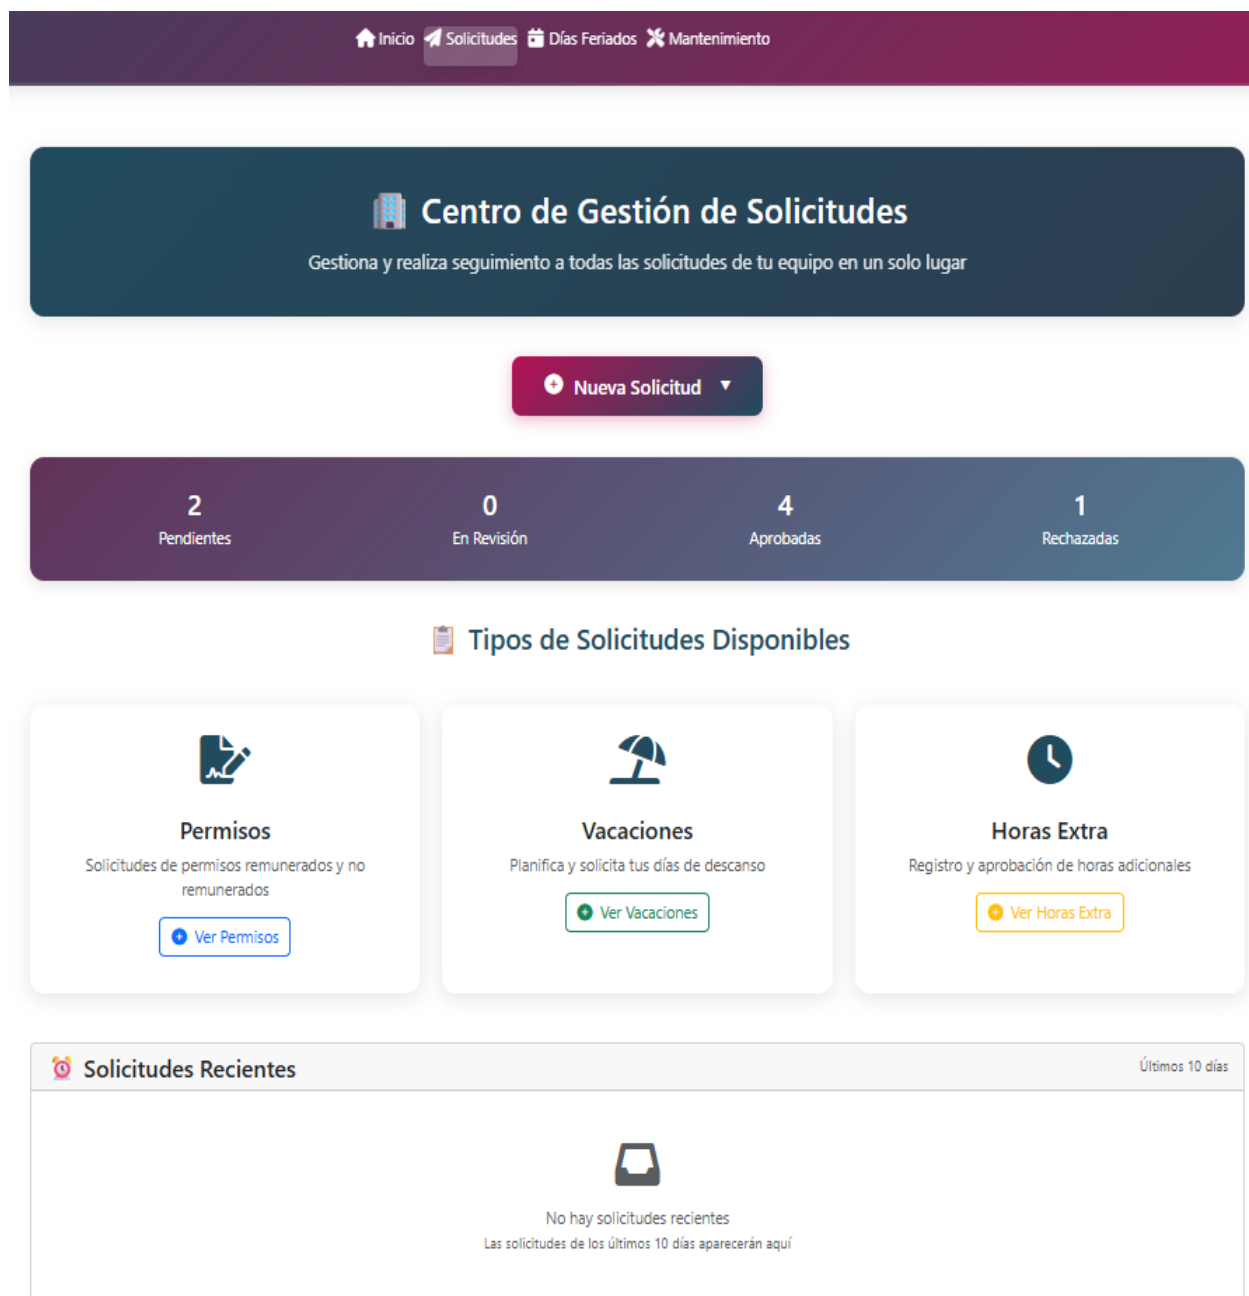 Inicio Solicitudes Días Feriados Mantenimiento
Centro de Gestión de Solicitudes
Gestiona y realiza seguimiento a todas las solicitudes de tu equipo en un solo lugar
Nueva Solicitud ▼
2
Pendientes
0
En Revisión
4
Aprobadas
1
Rechazadas
Tipos de Solicitudes Disponibles
Permisos
Solicitudes de permisos remunerados y no
remunerados
Ver Permisos
Vacaciones
Planifica y solicita tus días de descanso
Ver Vacaciones
Horas Extra
Registro y aprobación de horas adicionales
Ver Horas Extra
Solicitudes Recientes
Últimos 10 días
No hay solicitudes recientes
Las solicitudes de los últimos 10 días aparecerán aquí